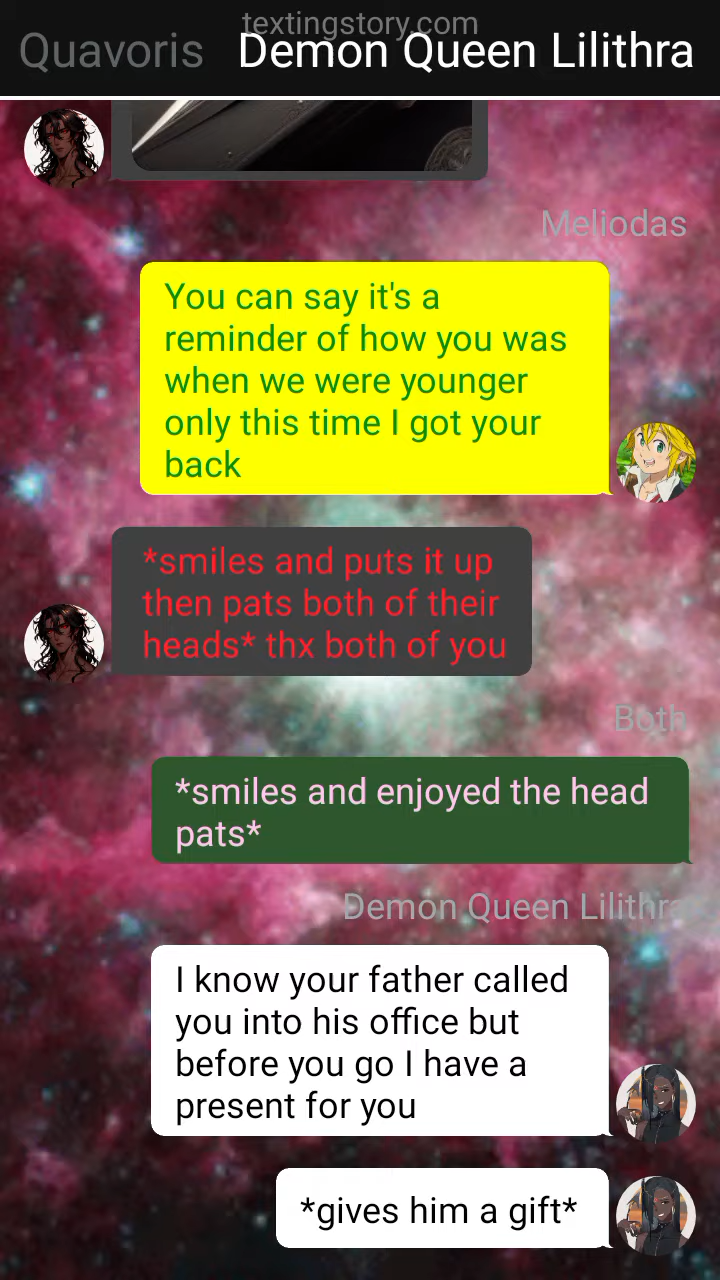 textingstory.com
Quavoris Demon Queen Lilithra
Meliodas
You can say it's a
reminder of how you was
when we were younger
only this time I got your
back
*smiles and puts it up
then pats both of their
heads* thx both of you
Both
*smiles and enjoyed the head
pats*
Demon Queen Lilithra
I know your father called
you into his office but
before you go I have a
present for you
*gives him a gift*